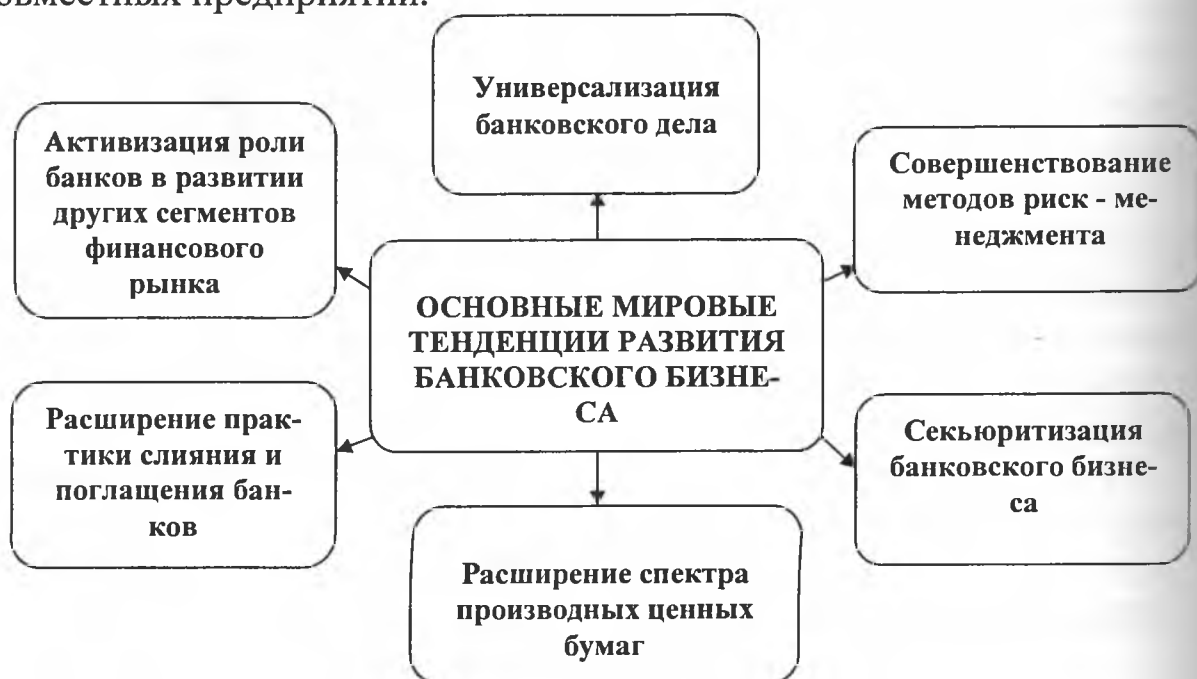 овместных предприятий.
Универсализация
банковского дела
Активизация роли
банков в развитии
других сегментов
финансового
рынка
Совершенствование
методов риск - ме-
неджмента
ОСНОВНЫЕ МИРОВЫЕ
ТЕНДЕНЦИИ РАЗВИТИЯ
БАНКОВСКОГО БИЗНЕ-
СА
Расширение прак-
тики слияния и
поглащения бан-
ков
Секьюритизация
банковского бизне-
са
Расширение спектра
производных ценных
бумаг